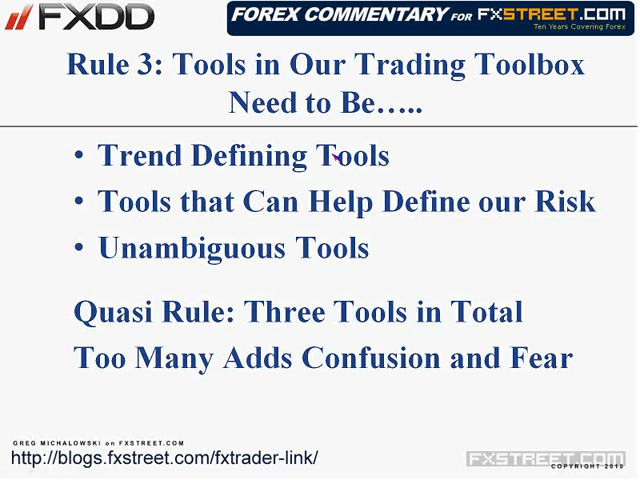 FXDD
FOREX COMMENTARY FOR FXSTREET.COM
Ten Years Covering Forex
Rule 3: Tools in Our Trading Toolbox
Need to Be.....
• Trend Defining Tools
• Tools that Can Help Define our Risk
• Unambiguous Tools
Quasi Rule: Three Tools in Total
Too Many Adds Confusion and Fear
GREG MICHALOWSKI on FXSTREET.COM
http://blogs.fxstreet.com/fxtrader-link/
FXSTREET.COM
COPYRIGHT 2010